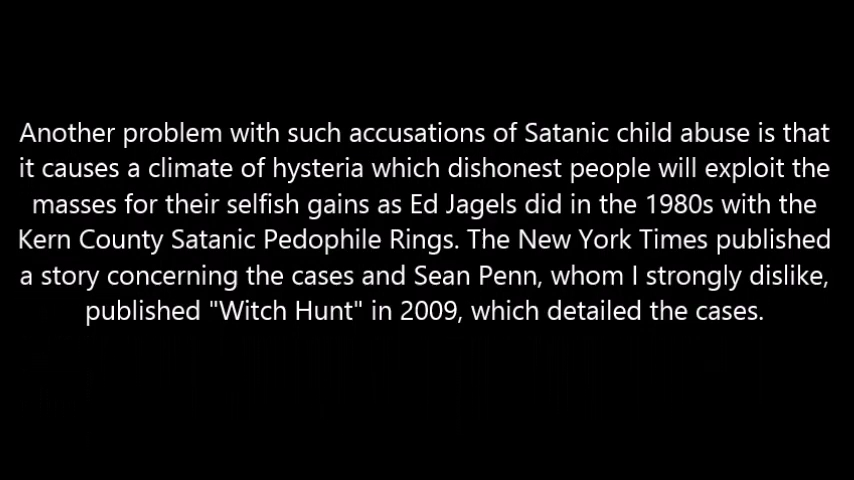 Another problem with such accusations of Satanic child abuse is that
it causes a climate of hysteria which dishonest people will exploit the
masses for their selfish gains as Ed Jagels did in the 1980s with the
Kern County Satanic Pedophile Rings. The New York Times published
a story concerning the cases and Sean Penn, whom I strongly dislike,
published "Witch Hunt" in 2009, which detailed the cases.